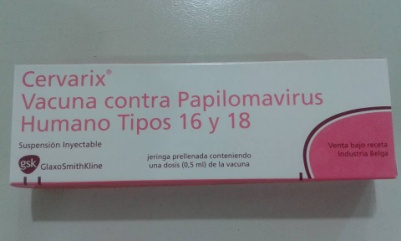 Cervarix®
Vacuna contra Papilomavirus
Humano Tipos 16 y 18
Suspensión Inyectable
gsk GlaxoSmithKline
jeringa prellenada conteniendo
una dosis (0,5 ml) de la vacuna
Venta bajo receta
Industria Belga